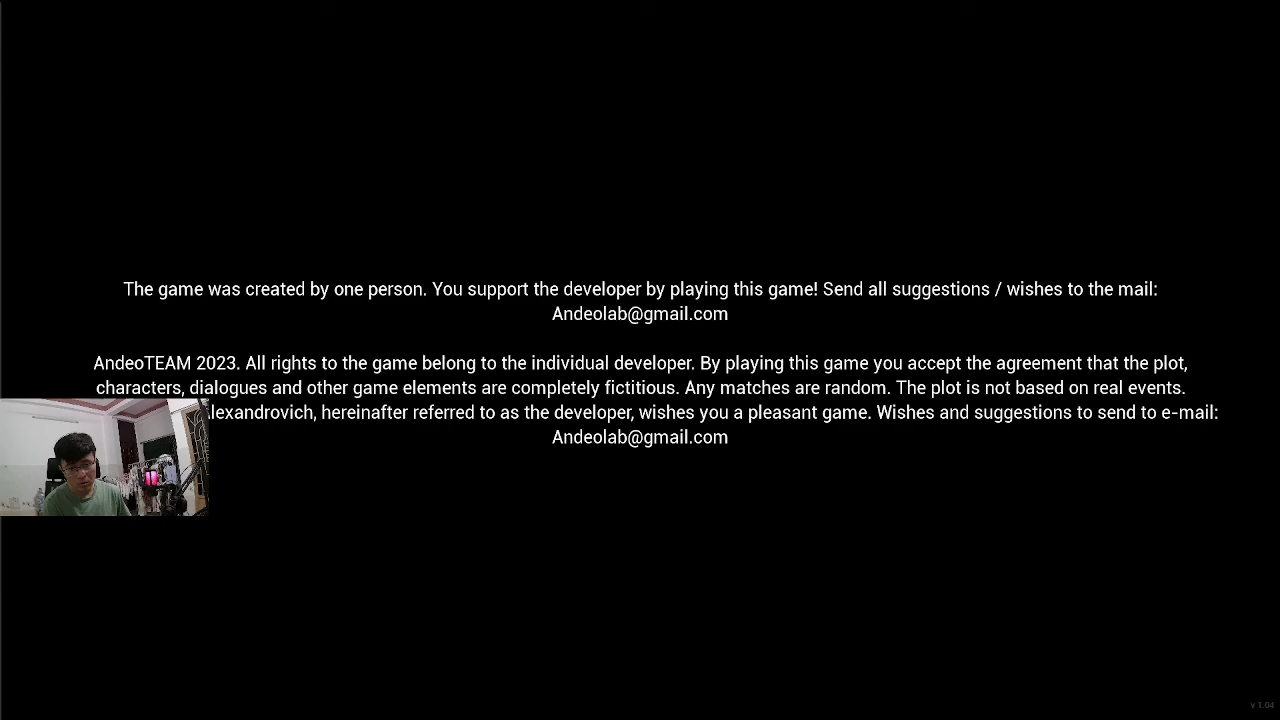 The game was created by one person. You support the developer by playing this game! Send all suggestions / wishes to the mail:
Andeolab@gmail.com
AndeoTEAM 2023. All rights to the game belong to the individual developer. By playing this game you accept the agreement that the plot,
characters, dialogues and other game elements are completely fictitious. Any matches are random. The plot is not based on real events.
lexandrovich, hereinafter referred to as the developer, wishes you a pleasant game. Wishes and suggestions to send to e-mail:
Andeolab@gmail.com
v 1.04